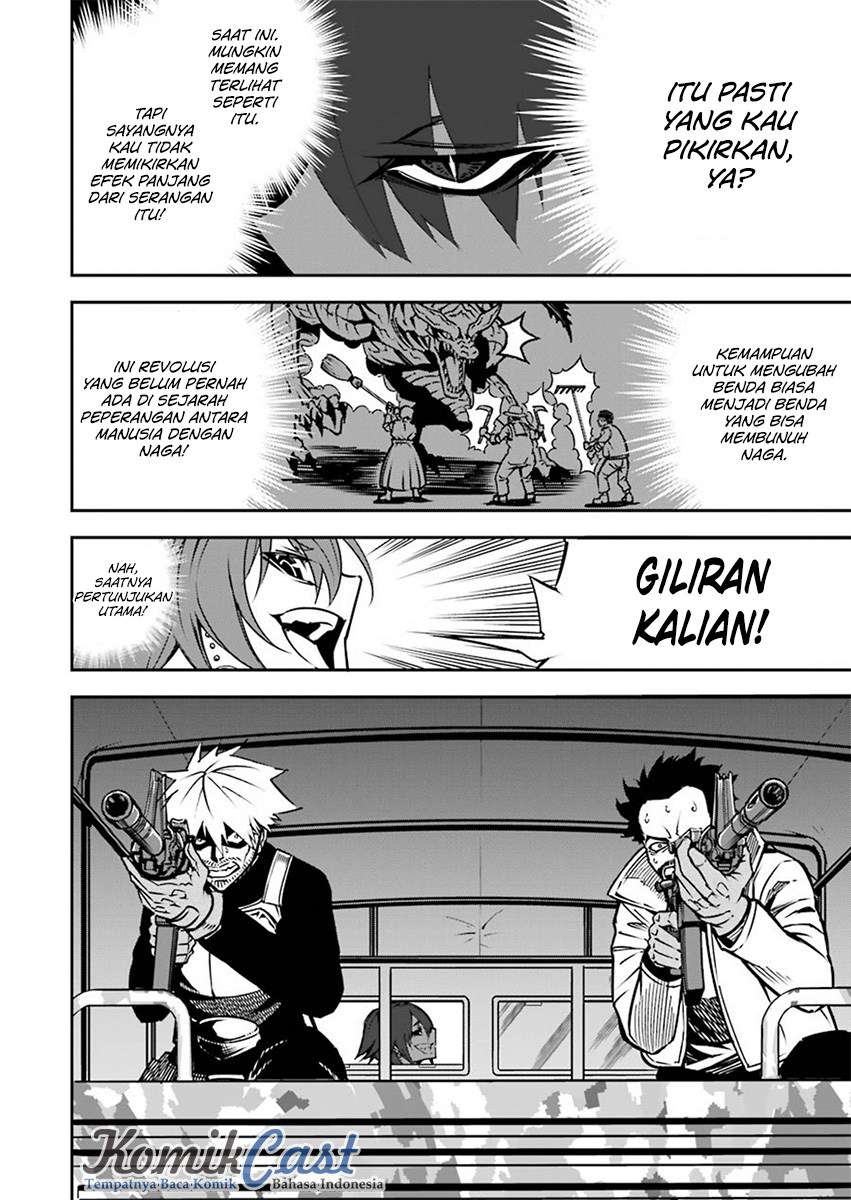 ITU PASTI
YANG KAU
PIKIRKAN,
YA?
SAAT INI.
MUNGKIN
MEMANG
TERLIHAT
SEPERTI
ITU.
TAPI
SAYANGNYA
KAU TIDAK
MEMIKIRKAN
EFEK PANJANG
DARI SERANGAN
ITU!
KEMAMPUAN
UNTUK MENGUBAH
BENDA BIASA
MENJADI BENDA
YANG BISA
MEMBUNUH
NAGA.
INI REVOLUSI
YANG BELUM PERNAH
ADA DI SEJARAH
PEPERANGAN ANTARA
MANUSIA DENGAN
NAGA!
GILIRAN
KALIAN!
NAH,
SAATNYA
PERTUNJUKAN
UTAMA!
KomikCast
Tempatnya Baca Komik Bahasa Indonesia